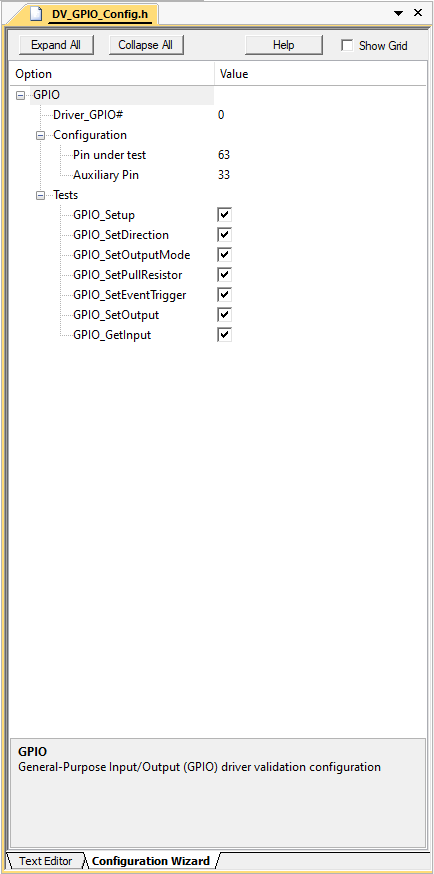 DV_GPIO_Config.h
Expand All Collapse All Help Show Grid
Option Value
GPIO
Driver_GPIO# 0
Configuration
Pin under test 63
Auxiliary Pin 33
Tests
GPIO_Setup
GPIO_SetDirection
GPIO_SetOutputMode
GPIO_SetPullResistor
GPIO_SetEventTrigger
GPIO_SetOutput
GPIO_GetInput
GPIO
General-Purpose Input/Output (GPIO) driver validation configuration
Text Editor Configuration Wizard